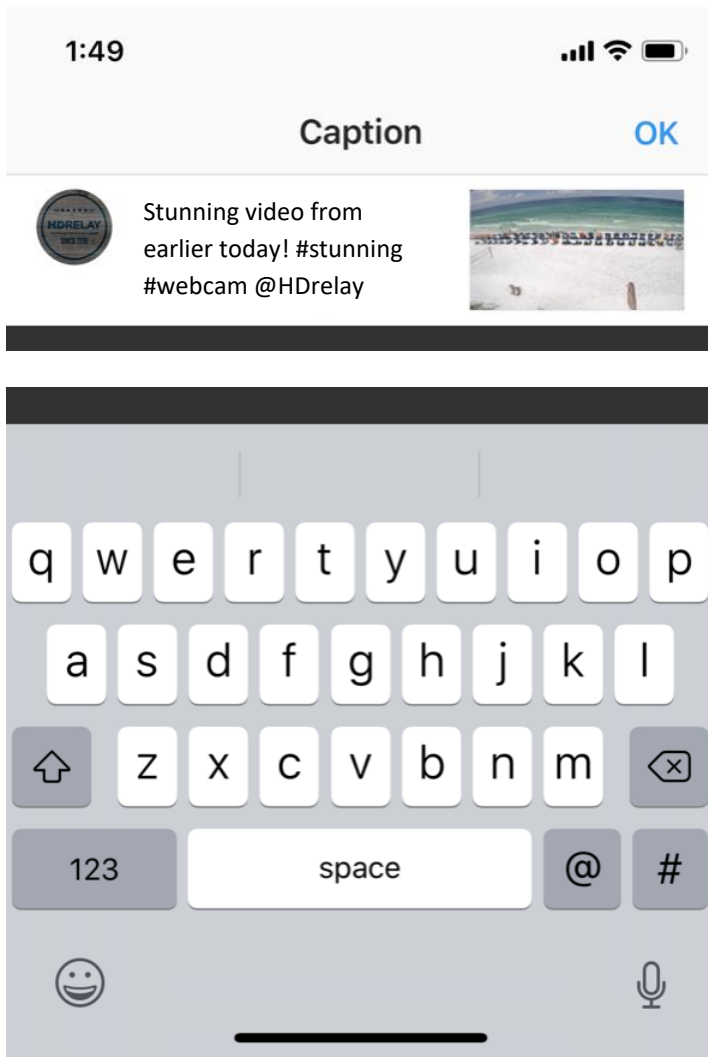 1:49
Caption OK
HDRELAY
Stunning video from
earlier today! #stunning
#webcam @HDrelay
q w e r t y u i o p
a s d f g h j k l
z x c v b n m
123 space @ #